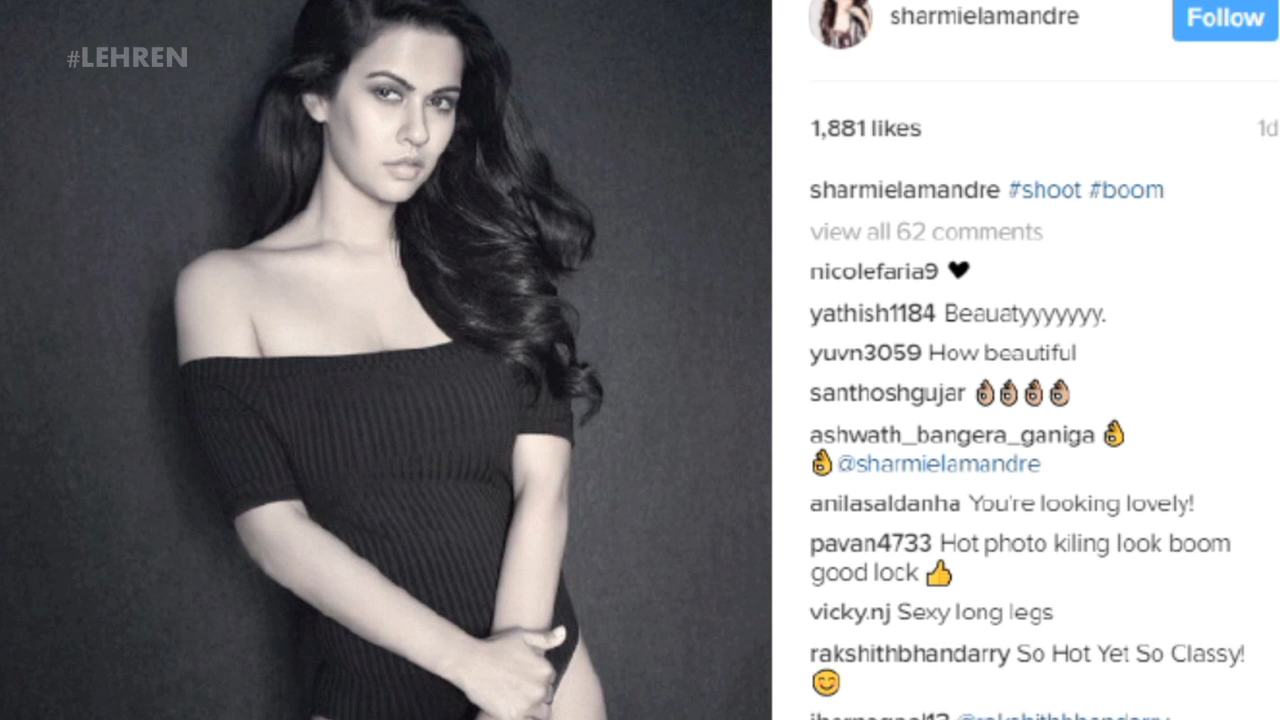 #LEHREN
sharmielamandre Follow
1,881 likes 1d
sharmielamandre #shoot #boom
view all 62 comments
nicolefaria9 🖤
yathish1184 Beauatyyyyyyy.
yuvn3059 How beautiful
santhoshgujar 👌🏽👌🏽👌🏽👌🏽
ashwath_bangera_ganiga 👌
👌@sharmielamandre
anilasaldanha You're looking lovely!
pavan4733 Hot photo kiling look boom
good lock 👍
vicky.nj Sexy long legs
rakshithbhandarry So Hot Yet So Classy!
😊